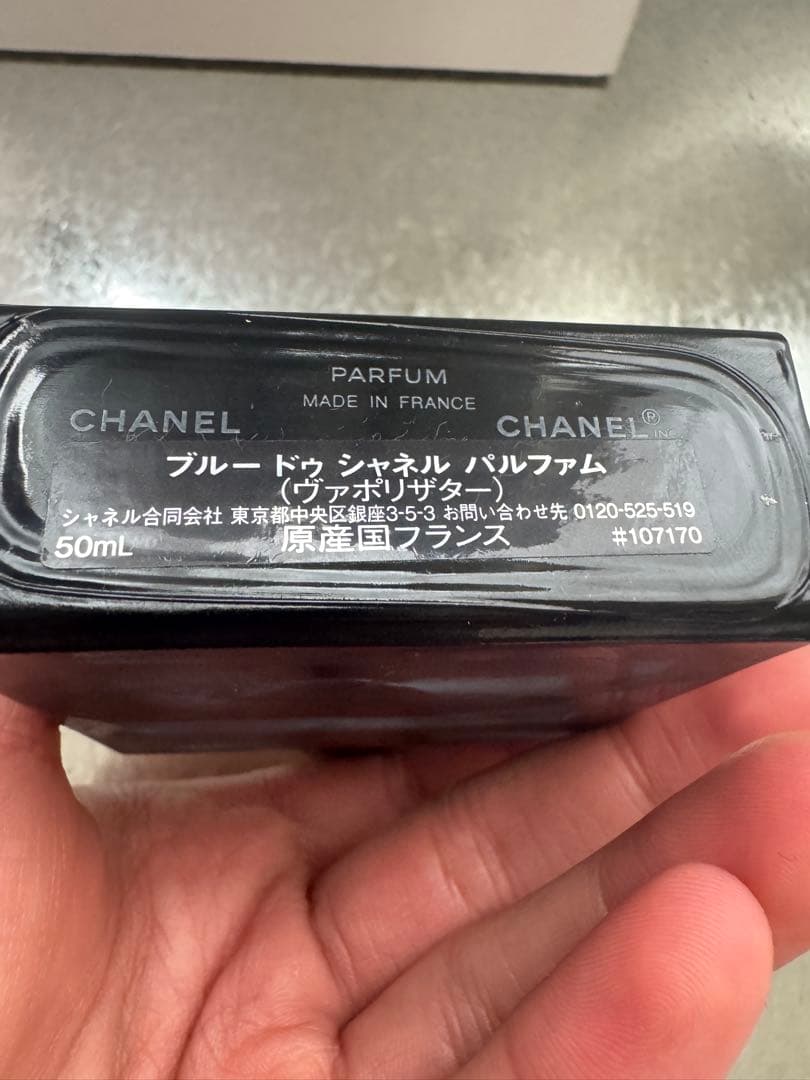 PARFUM
MADE IN FRANCE
CHANEL CHANEL®
ブルー ドゥ シャネル パルファム
(ヴァポリザター)
シャネル合同会社 東京都中央区銀座3-5-3 お問い合わせ先 0120-525-519
50mL 原産国フランス #107170